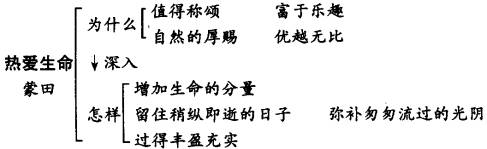 值得称颂 富于乐趣
为什么
自然的厚赐 优越无比
热爱生命 深入
蒙田
增加生命的分量
怎样 留住稍纵即逝的日子 弥补匆匆流过的光阴
过得丰盈充实